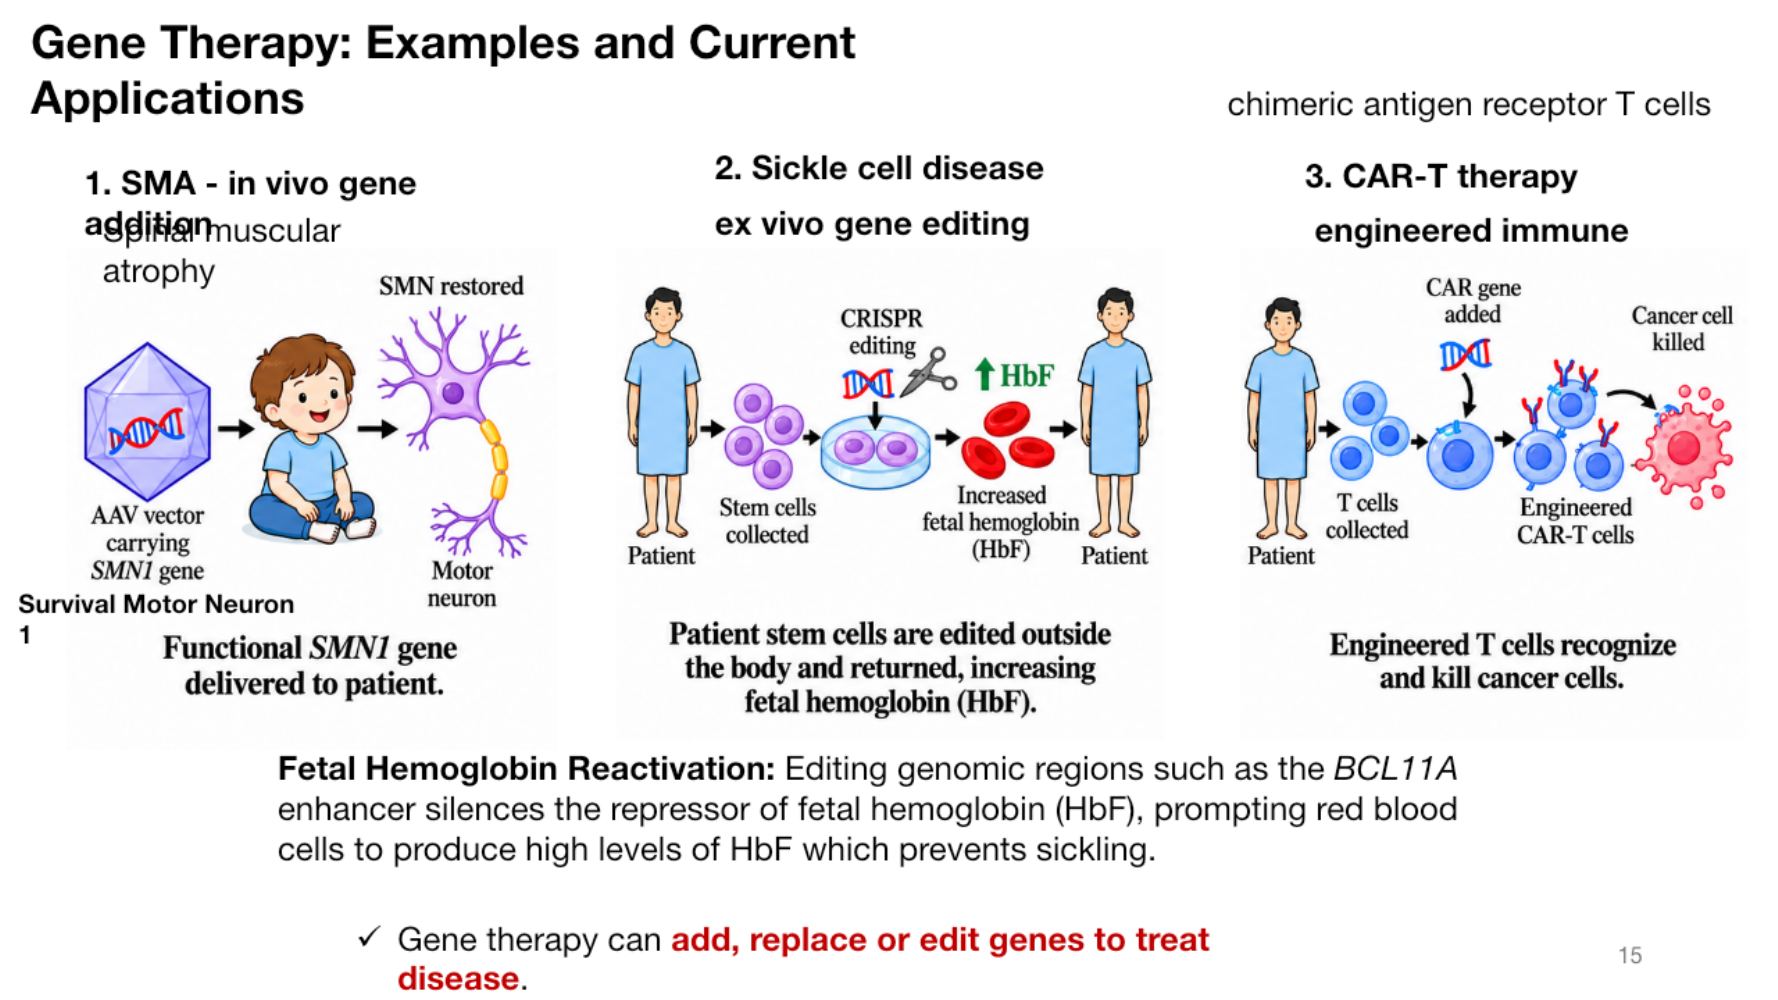 Gene Therapy: Examples and Current
Applications
chimeric antigen receptor T cells
1. SMA - in vivo gene
addition
Spinal muscular
atrophy
SMN restored
AAV vector
carrying
SMN1 gene
Motor
neuron
Survival Motor Neuron
1
Functional SMN1 gene
delivered to patient.
2. Sickle cell disease
ex vivo gene editing
CRISPR
editing
HbF
Stem cells
collected
Increased
fetal hemoglobin
(HbF)
Patient
Patient
Patient stem cells are edited outside
the body and returned, increasing
fetal hemoglobin (HbF).
3. CAR-T therapy
engineered immune
CAR gene
added
Cancer cell
killed
T cells
collected
Engineered
CAR-T cells
Patient
Engineered T cells recognize
and kill cancer cells.
Fetal Hemoglobin Reactivation: Editing genomic regions such as the BCL11A
enhancer silences the repressor of fetal hemoglobin (HbF), prompting red blood
cells to produce high levels of HbF which prevents sickling.
✓ Gene therapy can add, replace or edit genes to treat
disease.
15